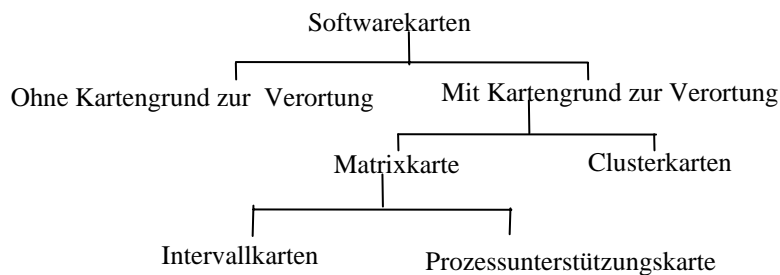 Softwarekarten
Ohne Kartengrund zur Verortung
Mit Kartengrund zur Verortung
Matrixkarte
Clusterkarten
Intervallkarten
Prozessunterstützungskarte